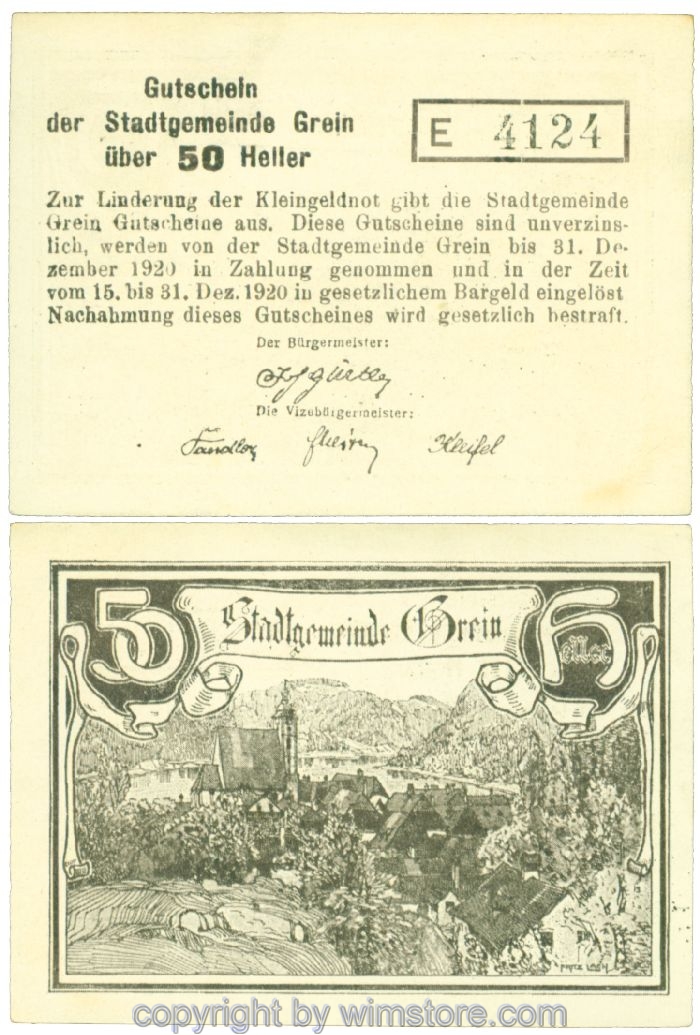 Gutschein
der Stadtgemeinde Grein
über 50 Heller
E 4124
Zur Linderung der Kleingeldnot gibt die Stadtgemeinde
Grein Gutscheine aus. Diese Gutscheine sind unverzins-
lich, werden von der Stadtgemeinde Grein bis 31. De-
zember 1920 in Zahlung genommen und in der Zeit
vom 15. bis 31. Dez. 1920 in gesetzlichem Bargeld eingelöst
Nachahmung dieses Gutscheines wird gesetzlich bestraft.
Der Bürgermeister:
Die Vizebürgermeister:
50 Stadtgemeinde Grein Heller
FRITZ LACH
copyright by wimstore.com